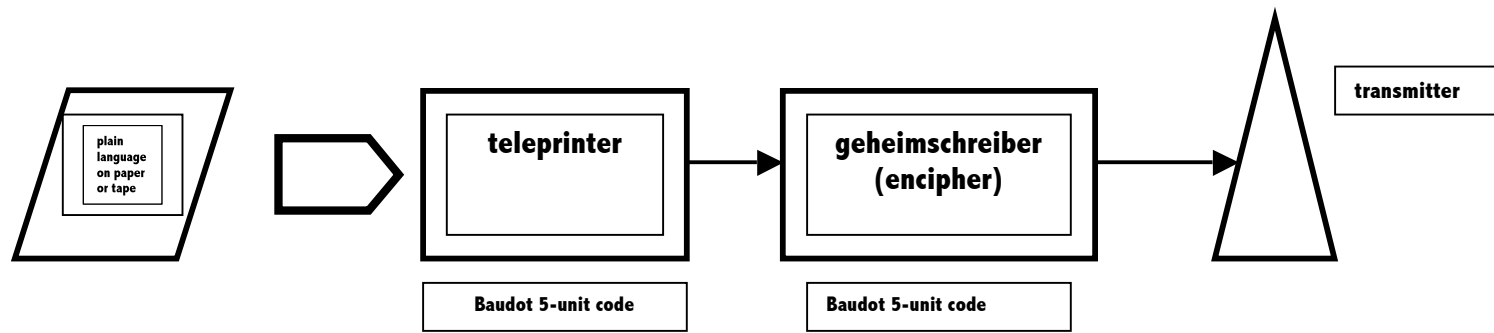 plain
language
on paper
or tape
teleprinter
geheimschreiber
(encipher)
transmitter
Baudot 5-unit code
Baudot 5-unit code